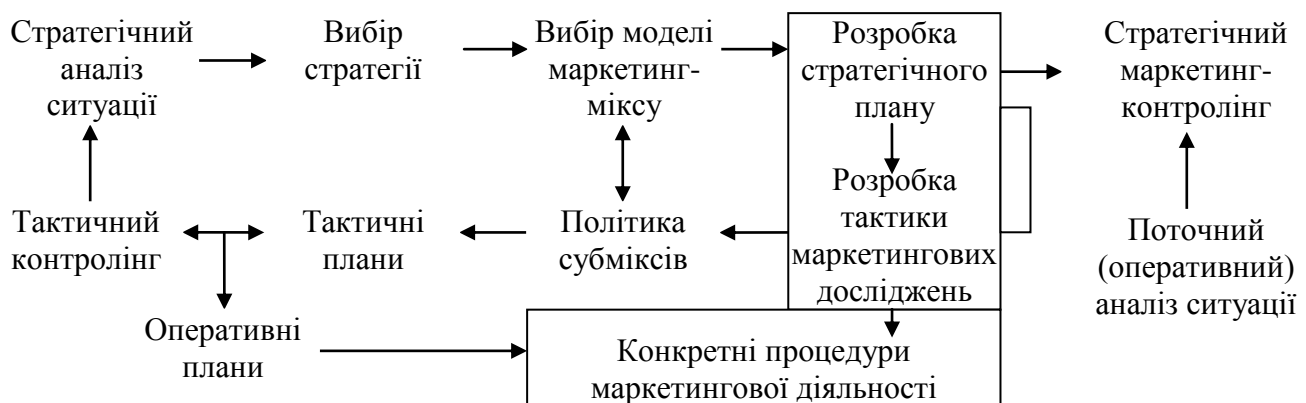 Стратегічний
аналіз
ситуації
Вибір
стратегії
Вибір моделі
маркетинг-
міксу
Розробка
стратегічного
плану
Стратегічний
маркетинг-
контролінг
Тактичний
контролінг
Тактичні
плани
Політика
субміксів
Розробка
тактики
маркетингових
досліджень
Поточний
(оперативний)
аналіз ситуації
Оперативні
плани
Конкретні процедури
маркетингової діяльності